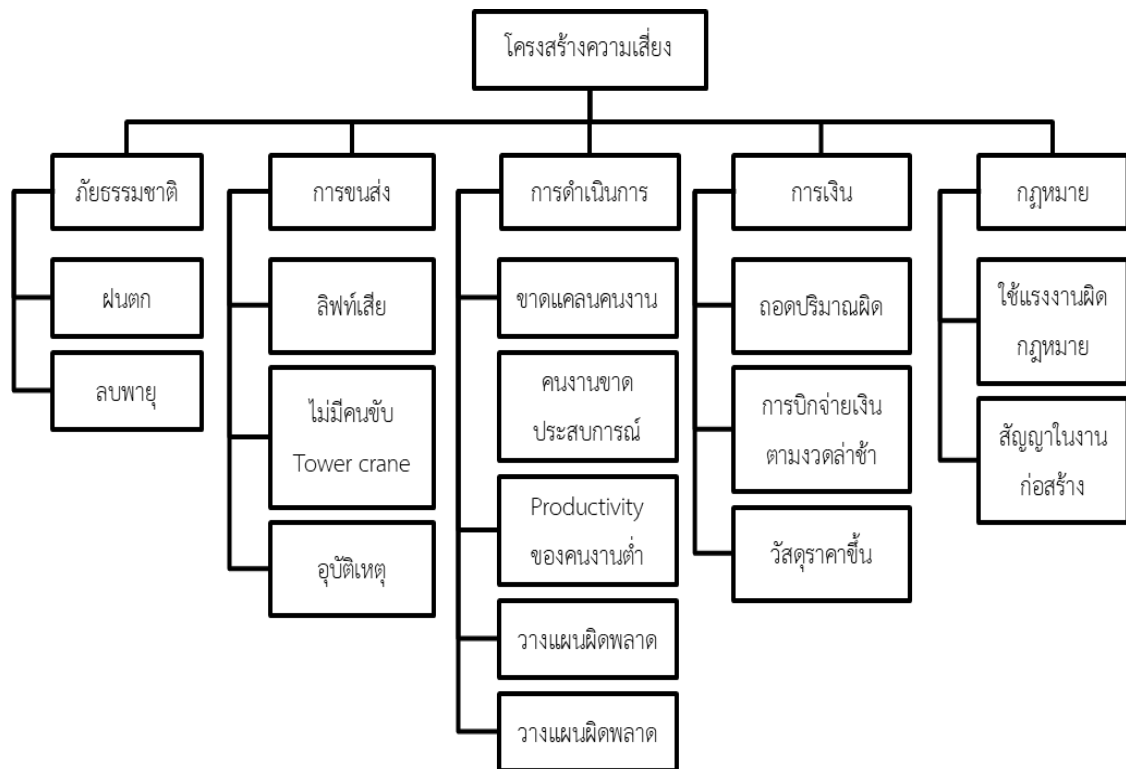 โครงสร้างความเสี่ยง
ภัยธรรมชาติ
ฝนตก
ลบพายุ
การขนส่ง
ลิฟท์เสีย
ไม่มีคนขับ
Tower crane
อุบัติเหตุ
การดำเนินการ
ขาดแคลนคนงาน
คนงานขาด
ประสบการณ์
Productivity
ของคนงานต่ำ
วางแผนผิดพลาด
วางแผนผิดพลาด
การเงิน
ถอดปริมาณผิด
การบิกจ่ายเงิน
ตามงวดล่าช้า
วัสดุราคาขึ้น
กฎหมาย
ใช้แรงงานผิด
กฎหมาย
สัญญาในงาน
ก่อสร้าง